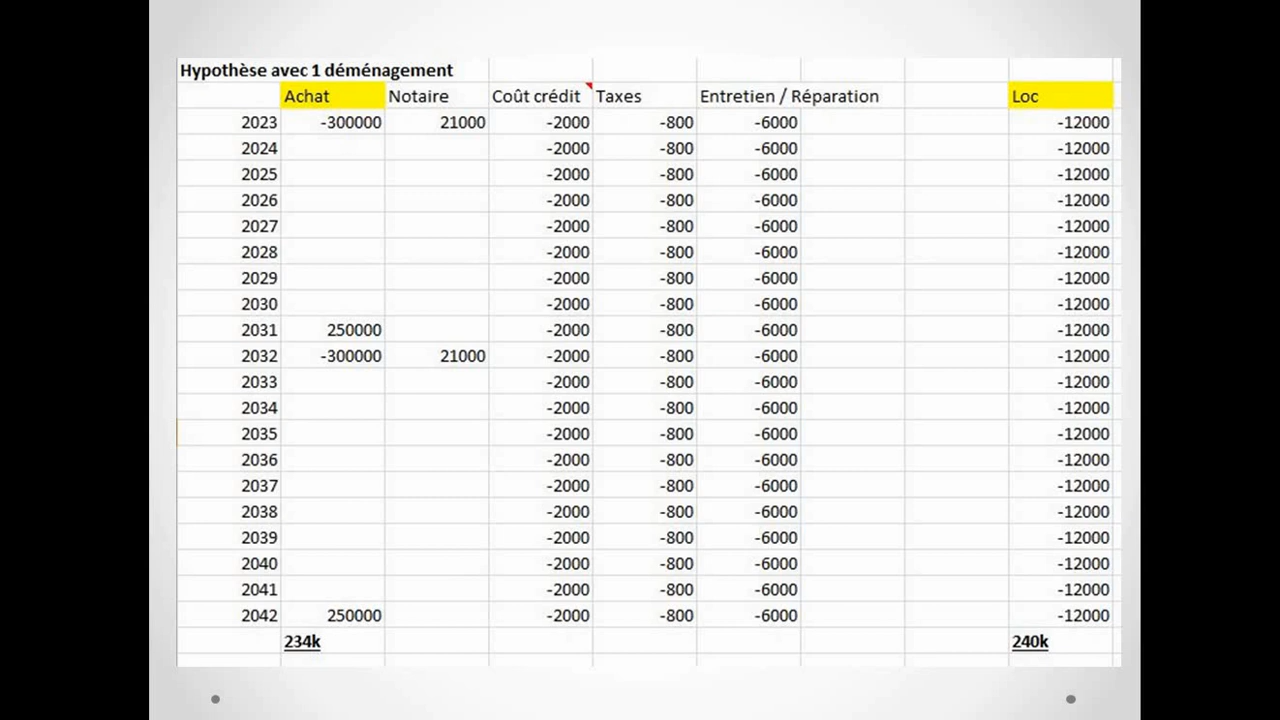 Hypothèse avec 1 déménagement
Achat Notaire Coût crédit Taxes Entretien / Réparation Loc
2023 -300000 21000 -2000 -800 -6000 -12000
2024 -2000 -800 -6000 -12000
2025 -2000 -800 -6000 -12000
2026 -2000 -800 -6000 -12000
2027 -2000 -800 -6000 -12000
2028 -2000 -800 -6000 -12000
2029 -2000 -800 -6000 -12000
2030 -2000 -800 -6000 -12000
2031 250000 -2000 -800 -6000 -12000
2032 -300000 21000 -2000 -800 -6000 -12000
2033 -2000 -800 -6000 -12000
2034 -2000 -800 -6000 -12000
2035 -2000 -800 -6000 -12000
2036 -2000 -800 -6000 -12000
2037 -2000 -800 -6000 -12000
2038 -2000 -800 -6000 -12000
2039 -2000 -800 -6000 -12000
2040 -2000 -800 -6000 -12000
2041 -2000 -800 -6000 -12000
2042 250000 -2000 -800 -6000 -12000
234k 240k